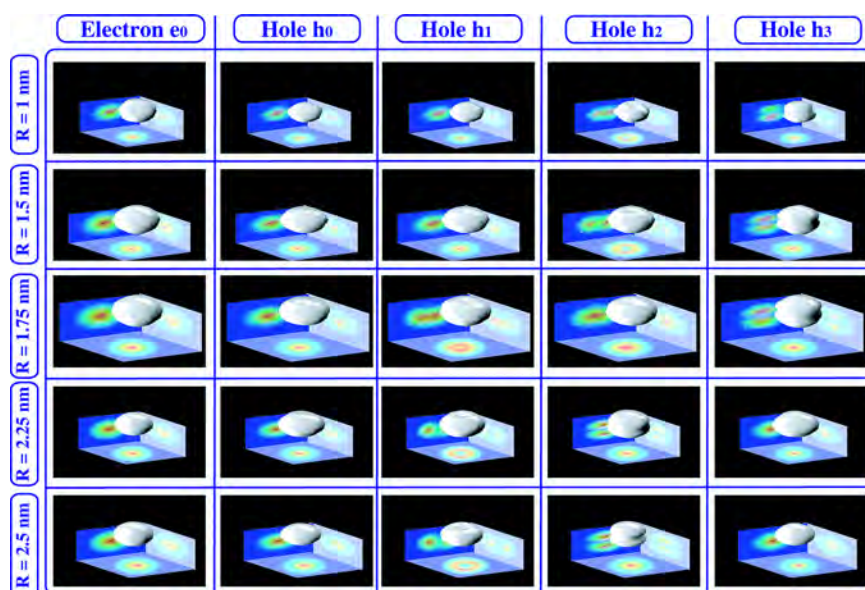 Electron e0
Hole h0
Hole h1
Hole h2
Hole h3
R = 1 nm
R = 1.5 nm
R = 1.75 nm
R = 2.25 nm
R = 2.5 nm